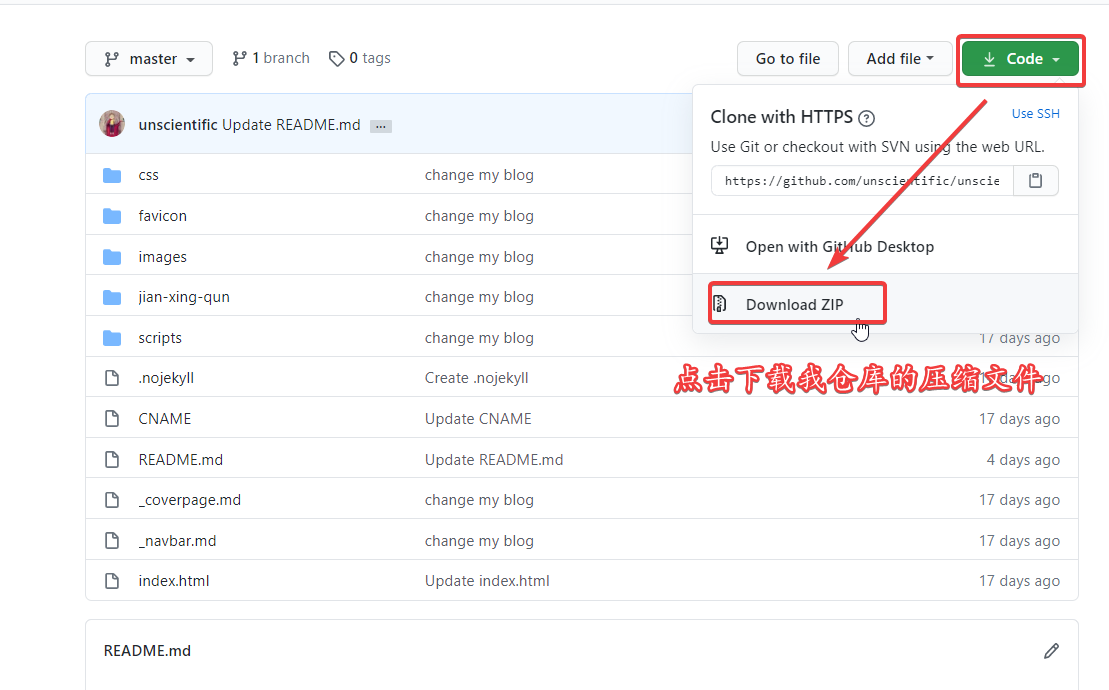 master 1 branch 0 tags Go to file Add file Code
unscientific Update README.md ...
Clone with HTTPS ? Use SSH
Use Git or checkout with SVN using the web URL.
https://github.com/unscientific/unscie
Open with GitHub Desktop
Download ZIP
点击下载我仓库的压缩文件
css change my blog
favicon change my blog
images change my blog
jian-xing-qun change my blog
scripts change my blog 17 days ago
.nojekyll Create .nojekyll ago
CNAME Update CNAME 17 days ago
README.md Update README.md 4 days ago
_coverpage.md change my blog 17 days ago
_navbar.md change my blog 17 days ago
index.html Update index.html 17 days ago
README.md